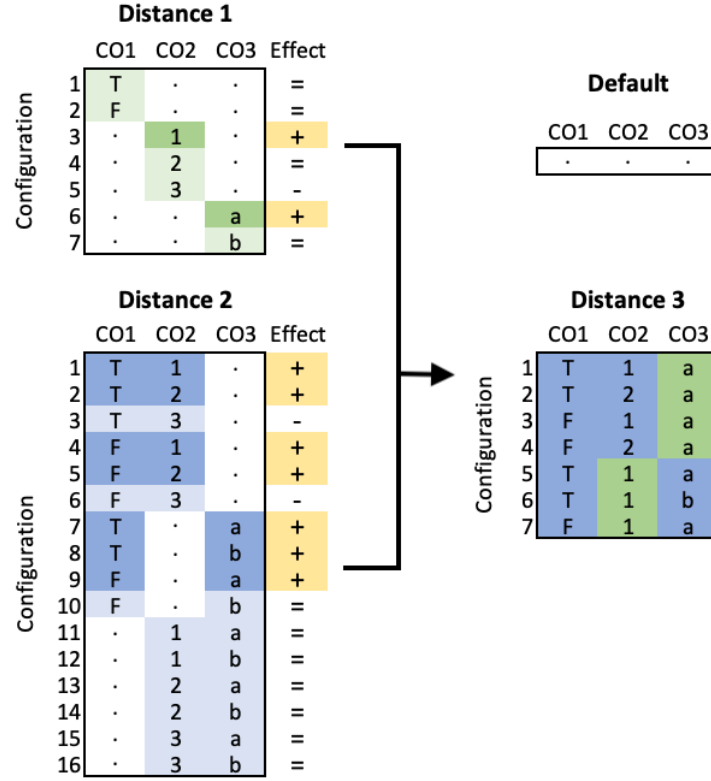 Distance 1
CO1 CO2 CO3 Effect
Configuration
1 T · · =
2 F · · =
3 · 1 · +
4 · 2 · =
5 · 3 · -
6 · · a +
7 · · b =
Default
CO1 CO2 CO3
· · ·
Distance 2
CO1 CO2 CO3 Effect
Configuration
1 T 1 · +
2 T 2 · +
3 T 3 · -
4 F 1 · +
5 F 2 · +
6 F 3 · -
7 T · a +
8 T · b +
9 F · a +
10 F · b =
11 · 1 a =
12 · 1 b =
13 · 2 a =
14 · 2 b =
15 · 3 a =
16 · 3 b =
Distance 3
CO1 CO2 CO3
Configuration
1 T 1 a
2 T 2 a
3 F 1 a
4 F 2 a
5 T 1 a
6 T 1 b
7 F 1 a